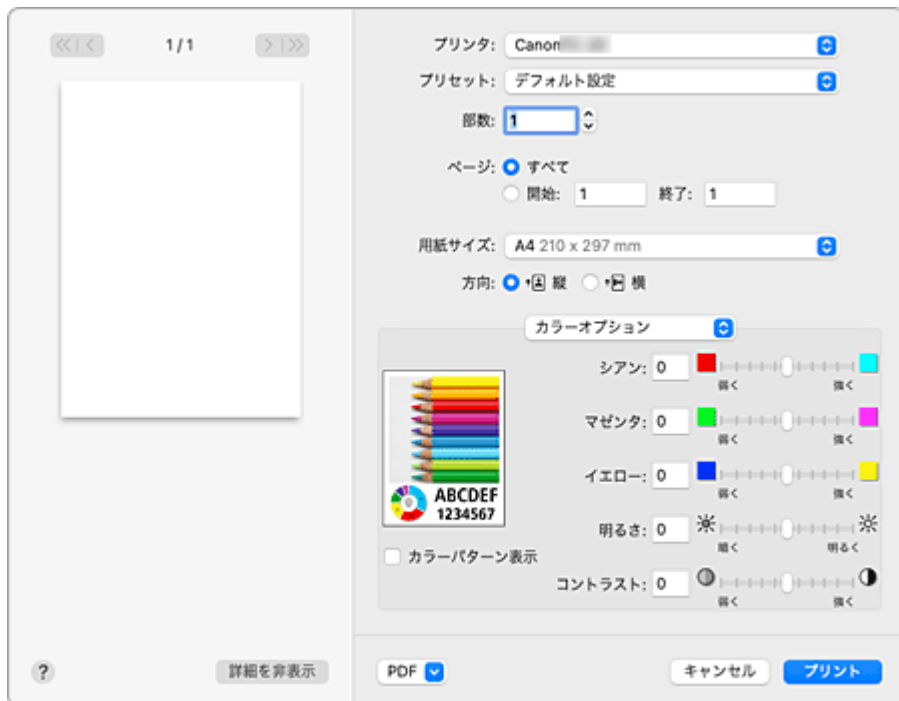 1 / 1
プリンタ: Canon
プリセット: デフォルト設定
部数: 1
ページ: すべて
開始: 1 終了: 1
用紙サイズ: A4 210 x 297 mm
方向: 縦 横
カラーオプション
シアン: 0
弱く 強く
マゼンタ: 0
弱く 強く
イエロー: 0
弱く 強く
明るさ: 0
暗く 明るく
コントラスト: 0
弱く 強く
ABCDEF
1234567
カラーパターン表示
? 詳細を非表示 PDF キャンセル プリント